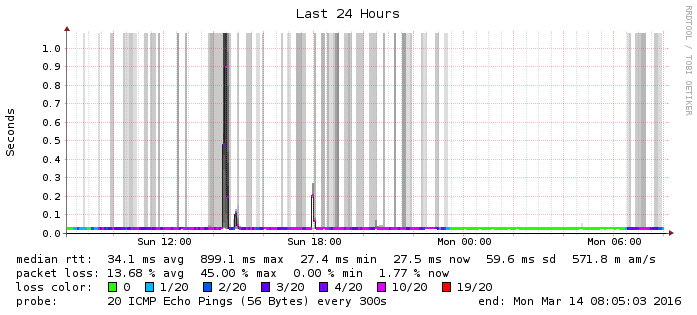 Last 24 Hours
RRDTOOL / TOBI OETIKER
Seconds
1.0
0.9
0.8
0.7
0.6
0.5
0.4
0.3
0.2
0.1
0.0
Sun 12:00 Sun 18:00 Mon 00:00 Mon 06:00
median rtt: 34.1 ms avg 899.1 ms max 27.4 ms min 27.5 ms now 59.6 ms sd 571.8 m am/s
packet loss: 13.68 % avg 45.00 % max 0.00 % min 1.77 % now
loss color: 0 1/20 2/20 3/20 4/20 10/20 19/20
probe: 20 ICMP Echo Pings (56 Bytes) every 300s end: Mon Mar 14 08:05:03 2016